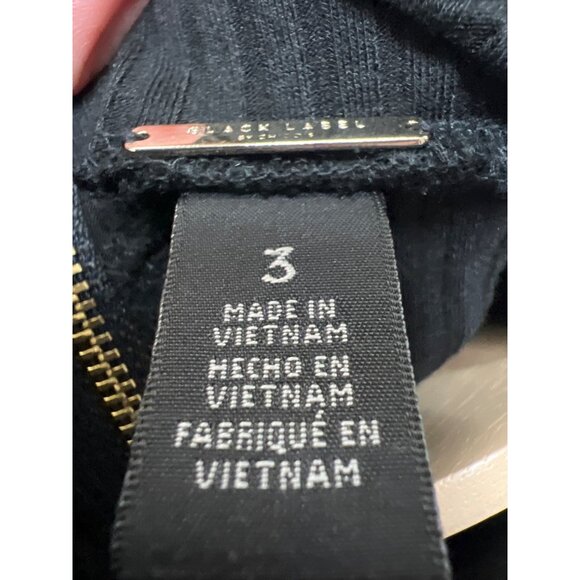 BLACK LABEL
3
MADE IN
VIETNAM
HECHO EN
VIETNAM
FABRIQUÉ EN
VIETNAM